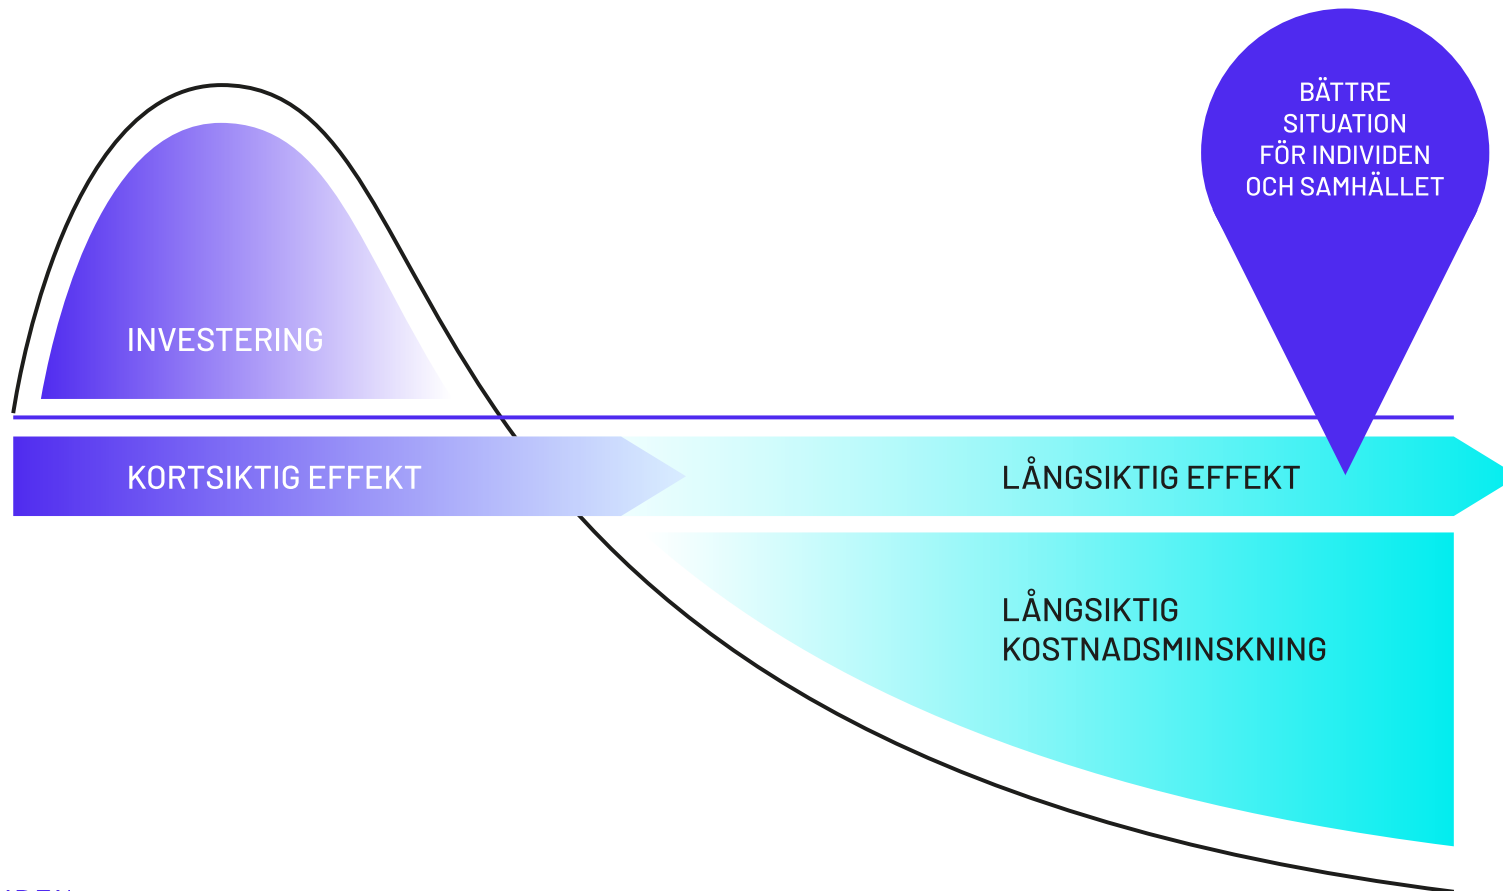 BÄTTRE
SITUATION
FÖR INDIVIDEN
OCH SAMHÄLLET
INVESTERING
KORTSIKTIG EFFEKT
LÅNGSIKTIG EFFEKT
LÅNGSIKTIG
KOSTNADSMINSKNING